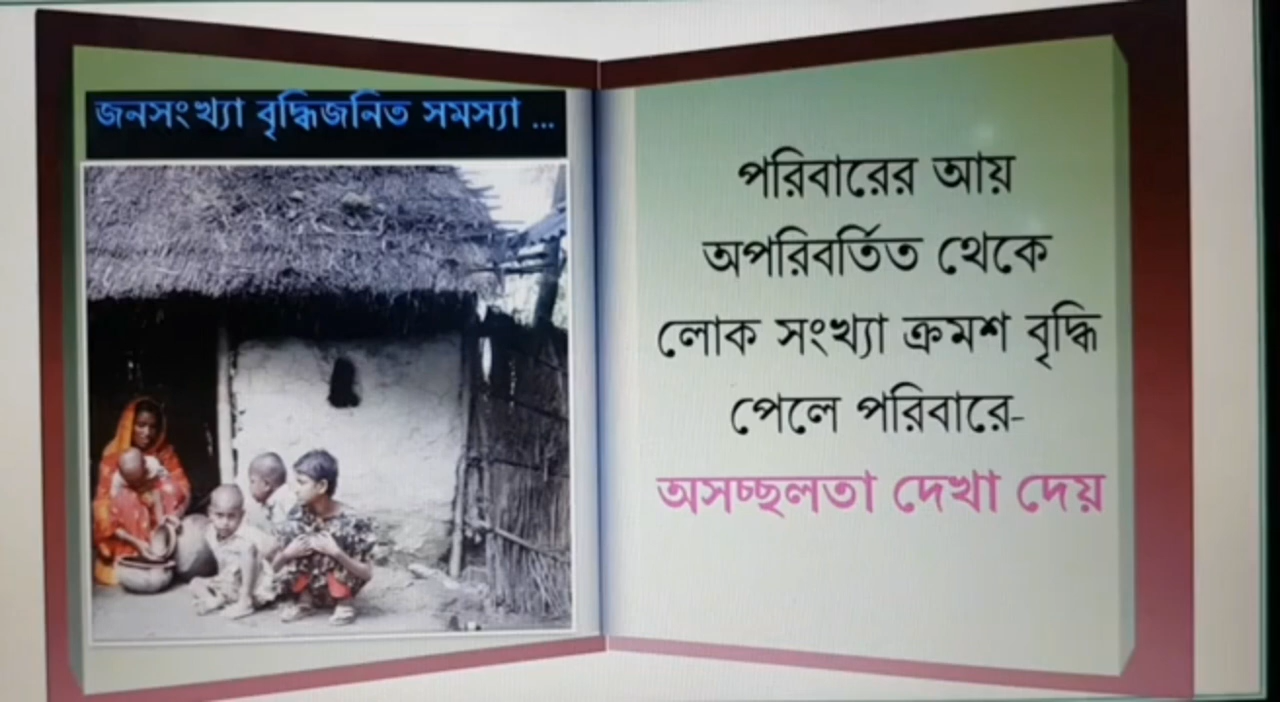 জনসংখ্যা বৃদ্ধিজনিত সমস্যা ...
পরিবারের আয়
অপরিবর্তিত থেকে
লোক সংখ্যা ক্রমশ বৃদ্ধি
পেলে পরিবারে-
অসচ্ছলতা দেখা দেয়